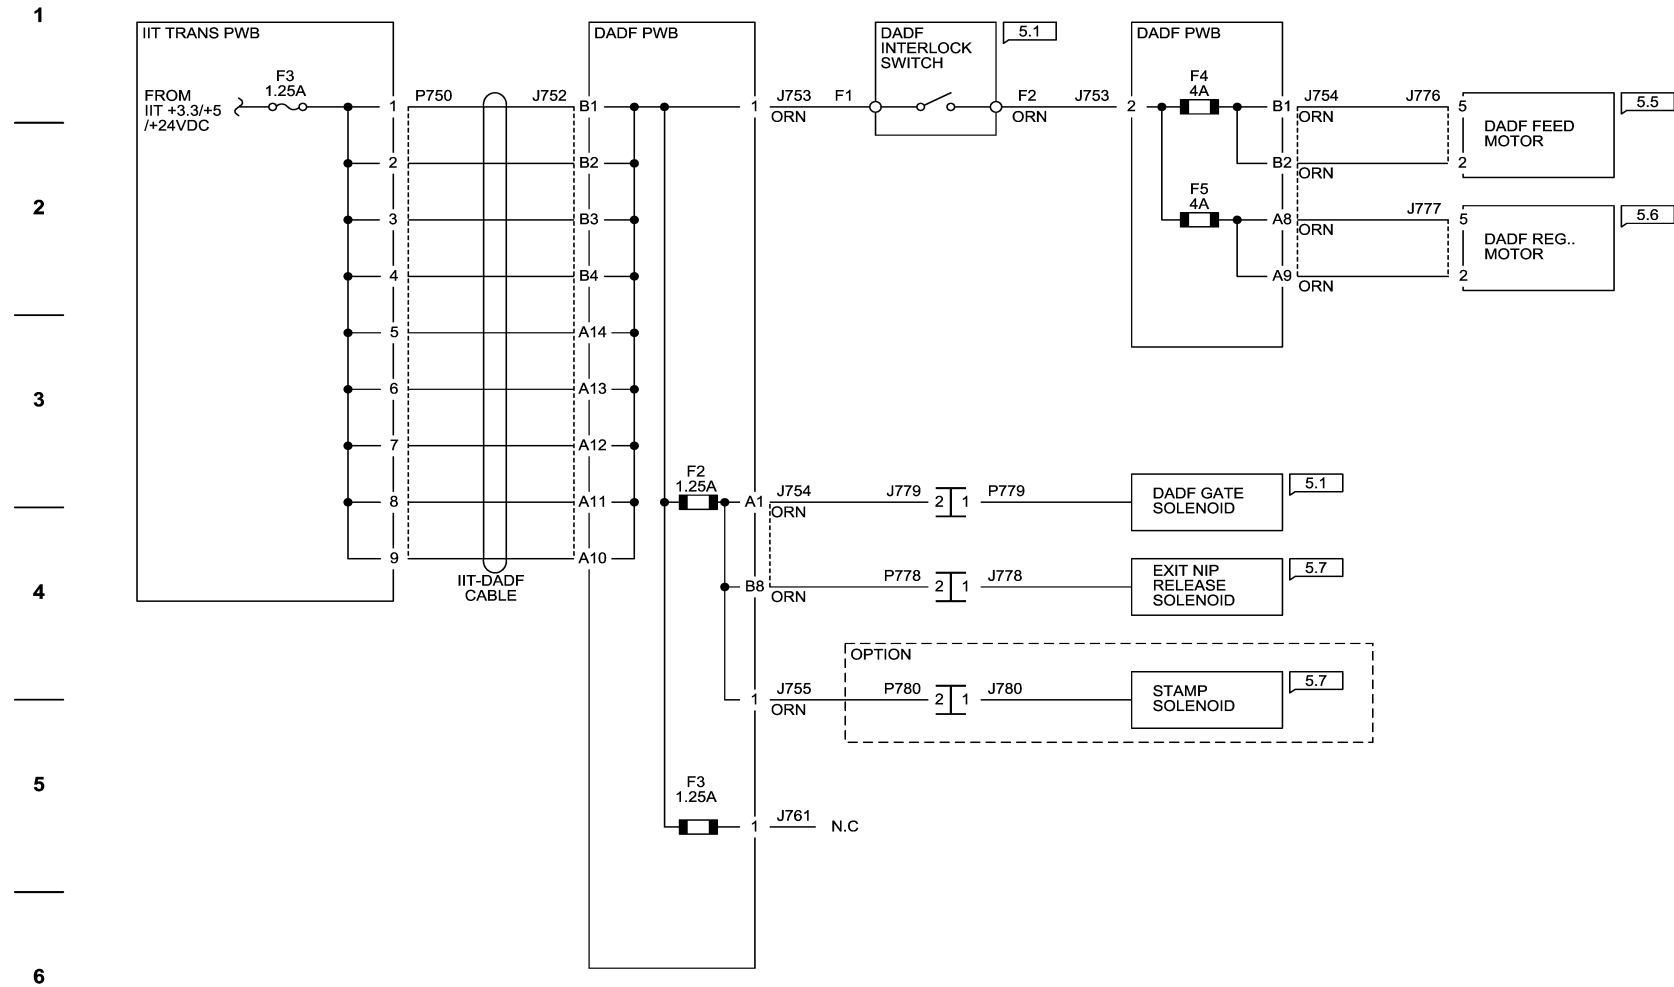 1
IIT TRANS PWB
DADF PWB
DADF
INTERLOCK
SWITCH
5.1
DADF PWB
FROM
IIT +3.3/+5
/+24VDC
F3
1.25A
1
P750
J752
B1
1
J753
ORN
F1
F2
ORN
J753
2
F4
4A
B1
J754
ORN
J776
5
DADF FEED
MOTOR
5.5
2
B2
B2
ORN
2
2
3
B3
F5
4A
A8
ORN
J777
5
DADF REG..
MOTOR
5.6
4
B4
A9
ORN
2
5
A14
3
6
A13
7
A12
8
A11
F2
1.25A
A1
J754
ORN
J779
2
1
P779
DADF GATE
SOLENOID
5.1
9
A10
IIT-DADF
CABLE
4
B8
ORN
P778
2
1
J778
EXIT NIP
RELEASE
SOLENOID
5.7
OPTION
1
J755
ORN
P780
2
1
J780
STAMP
SOLENOID
5.7
5
F3
1.25A
1
J761
N.C
6